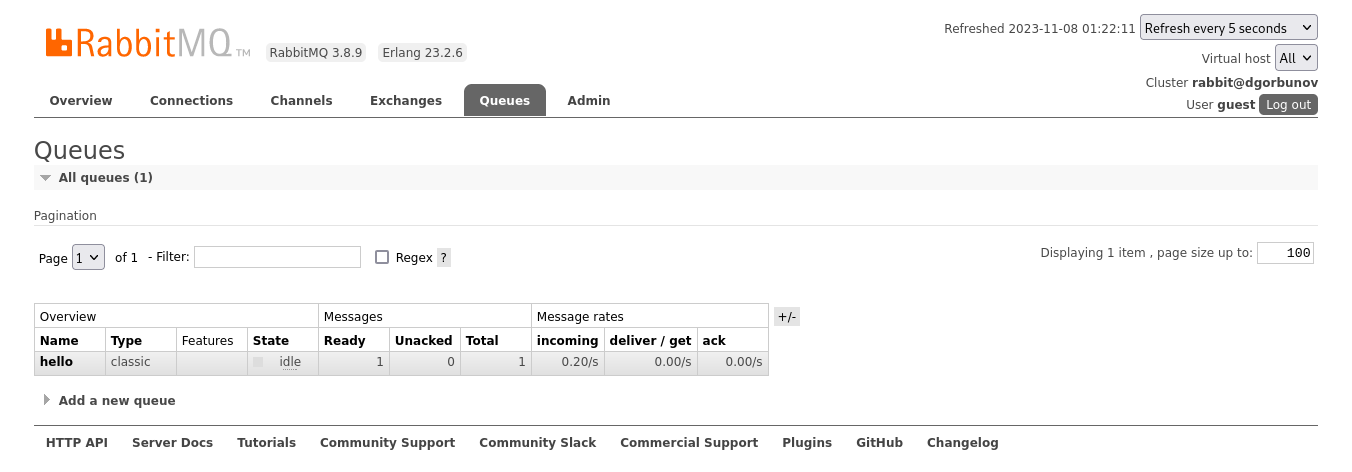 RabbitMQ TM RabbitMQ 3.8.9 Erlang 23.2.6
Refreshed 2023-11-08 01:22:11 Refresh every 5 seconds
Virtual host All
Cluster rabbit@dgorbunov
User guest Log out
Overview Connections Channels Exchanges Queues Admin
Queues
All queues (1)
Pagination
Page 1 of 1 - Filter: Regex ? Displaying 1 item , page size up to: 100
Overview Messages Message rates +/-
Name Type Features State Ready Unacked Total incoming deliver / get ack
hello classic idle 1 0 1 0.20/s 0.00/s 0.00/s
Add a new queue
HTTP API Server Docs Tutorials Community Support Community Slack Commercial Support Plugins GitHub Changelog